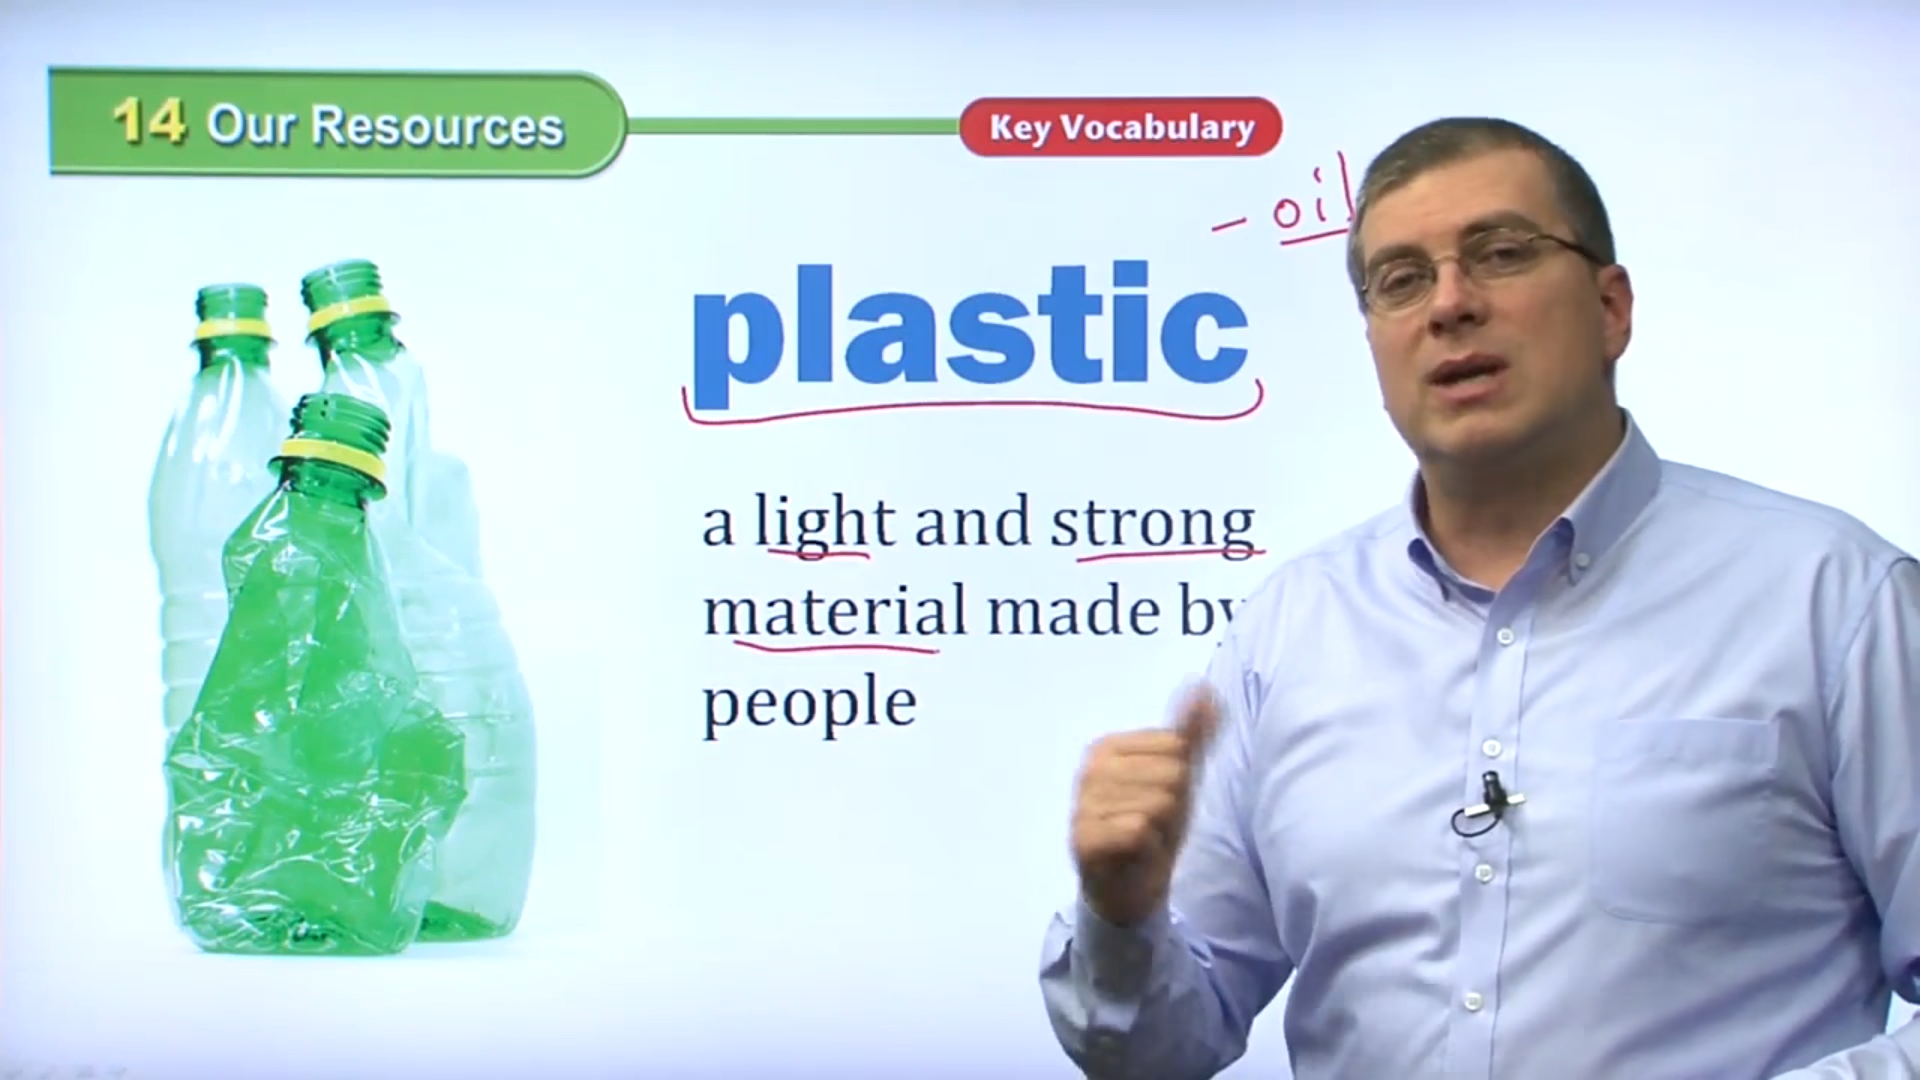 14 Our Resources
Key Vocabulary
- oil
plastic
a light and strong
material made by
people